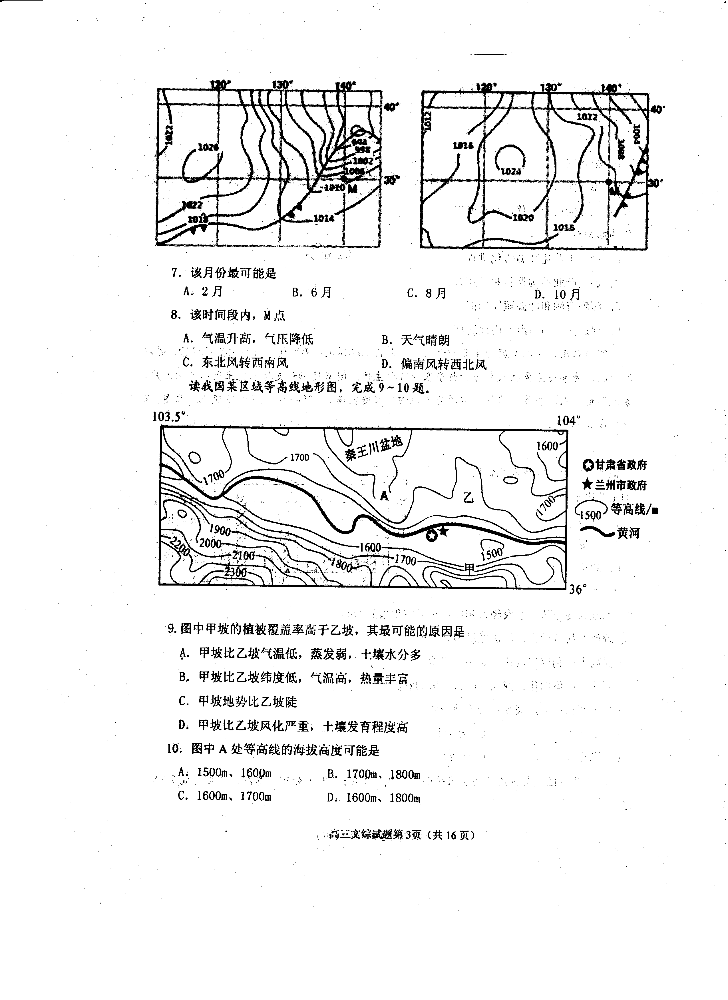 120° 130° 140°
120° 130° 140°
40°
40°
1022
1026
994
998
1002
1006
30°
1010 M
1022
1018
1014
1012
1012
1004
1016
1008
1024
30°
M
1020
1016
7. 该月份最可能是
A. 2月 B. 6月 C. 8月 D. 10月
8. 该时间段内，M点
A. 气温升高，气压降低 B. 天气晴朗
C. 东北风转西南风 D. 偏南风转西北风
读我国某区域等高线地形图，完成9~10题。
103.5° 104°
秦王川盆地
1600
1700
1700
甘肃省政府
兰州市政府
A
乙
1700
1500 等高线/m
黄河
1900
2000
2200
2100
1600
1500
1700
1800
甲
2300
36°
9. 图中甲坡的植被覆盖率高于乙坡，其最可能的原因是
A. 甲坡比乙坡气温低，蒸发弱，土壤水分多
B. 甲坡比乙坡纬度低，气温高，热量丰富
C. 甲坡地势比乙坡陡
D. 甲坡比乙坡风化严重，土壤发育程度高
10. 图中 A 处等高线的海拔高度可能是
A. 1500m、1600m B. 1700m、1800m
C. 1600m、1700m D. 1600m、1800m
高三文综试题第3页（共16页）